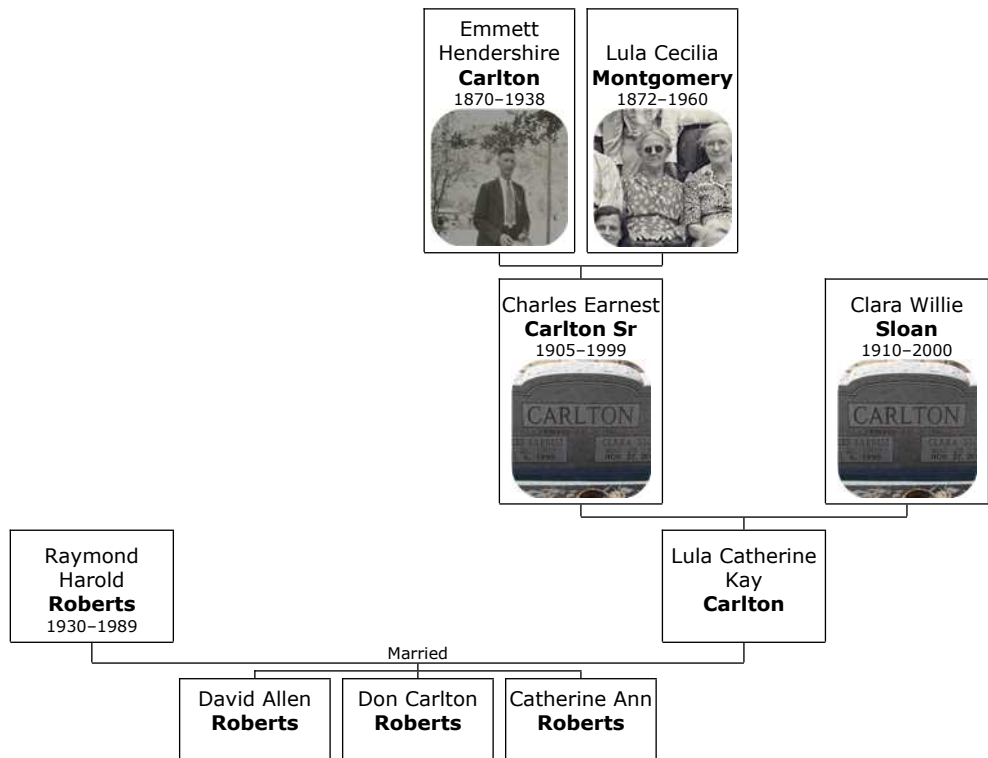 Emmett
Hendershire
Carlton
1870–1938
Lula Cecilia
Montgomery
1872–1960
Charles Earnest
Carlton Sr
1905–1999
CARLTON
Clara Willie
Sloan
1910–2000
CARLTON
Raymond
Harold
Roberts
1930–1989
Lula Catherine
Kay
Carlton
Married
David Allen
Roberts
Don Carlton
Roberts
Catherine Ann
Roberts